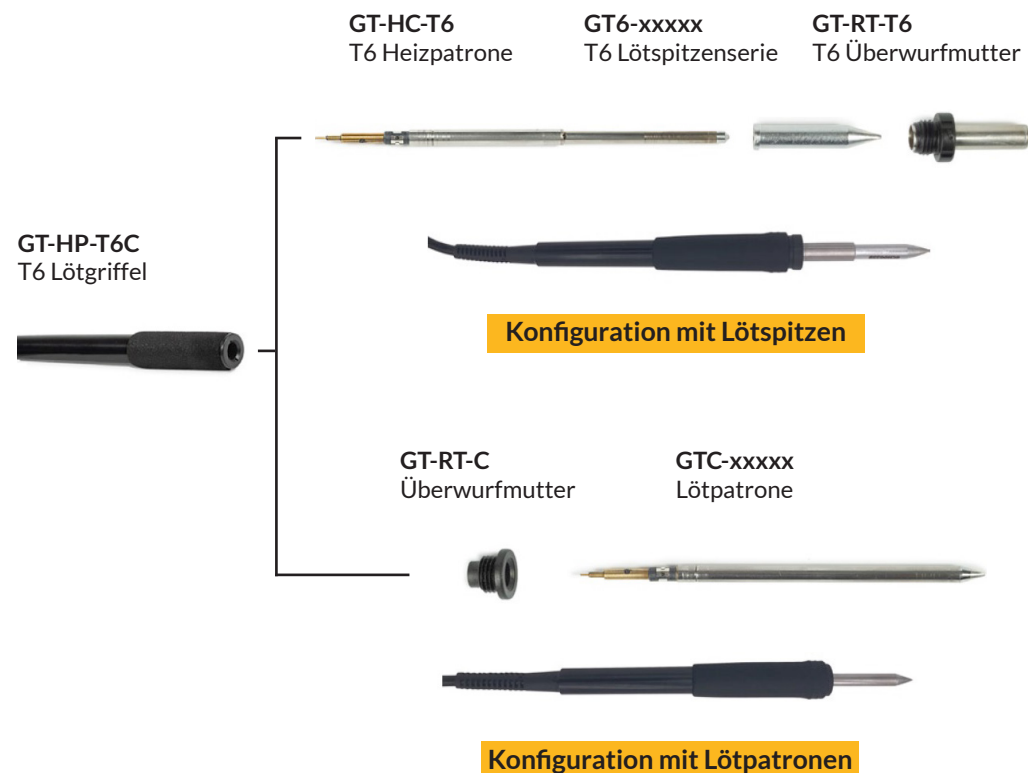 GT-HC-T6
T6 Heizpatrone
GT6-xxxxx
T6 Lötspitzenserie
GT-RT-T6
T6 Überwurfmutter
GT-HP-T6C
T6 Lötgriffel
Konfiguration mit Lötspitzen
GT-RT-C
Überwurfmutter
GTC-xxxxx
Lötpatrone
Konfiguration mit Lötpatronen